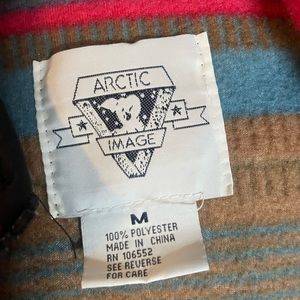 ARCTIC
IMAGE
M
100% POLYESTER
MADE IN CHINA
RN 106552
SEE REVERSE
FOR CARE